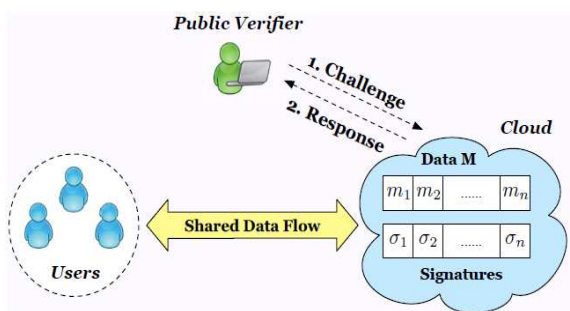 Public Verifier
1. Challenge
2. Response
Cloud
Data M
m₁ m₂ ...... mₙ
Shared Data Flow
σ₁ σ₂ ...... σₙ
Users
Signatures